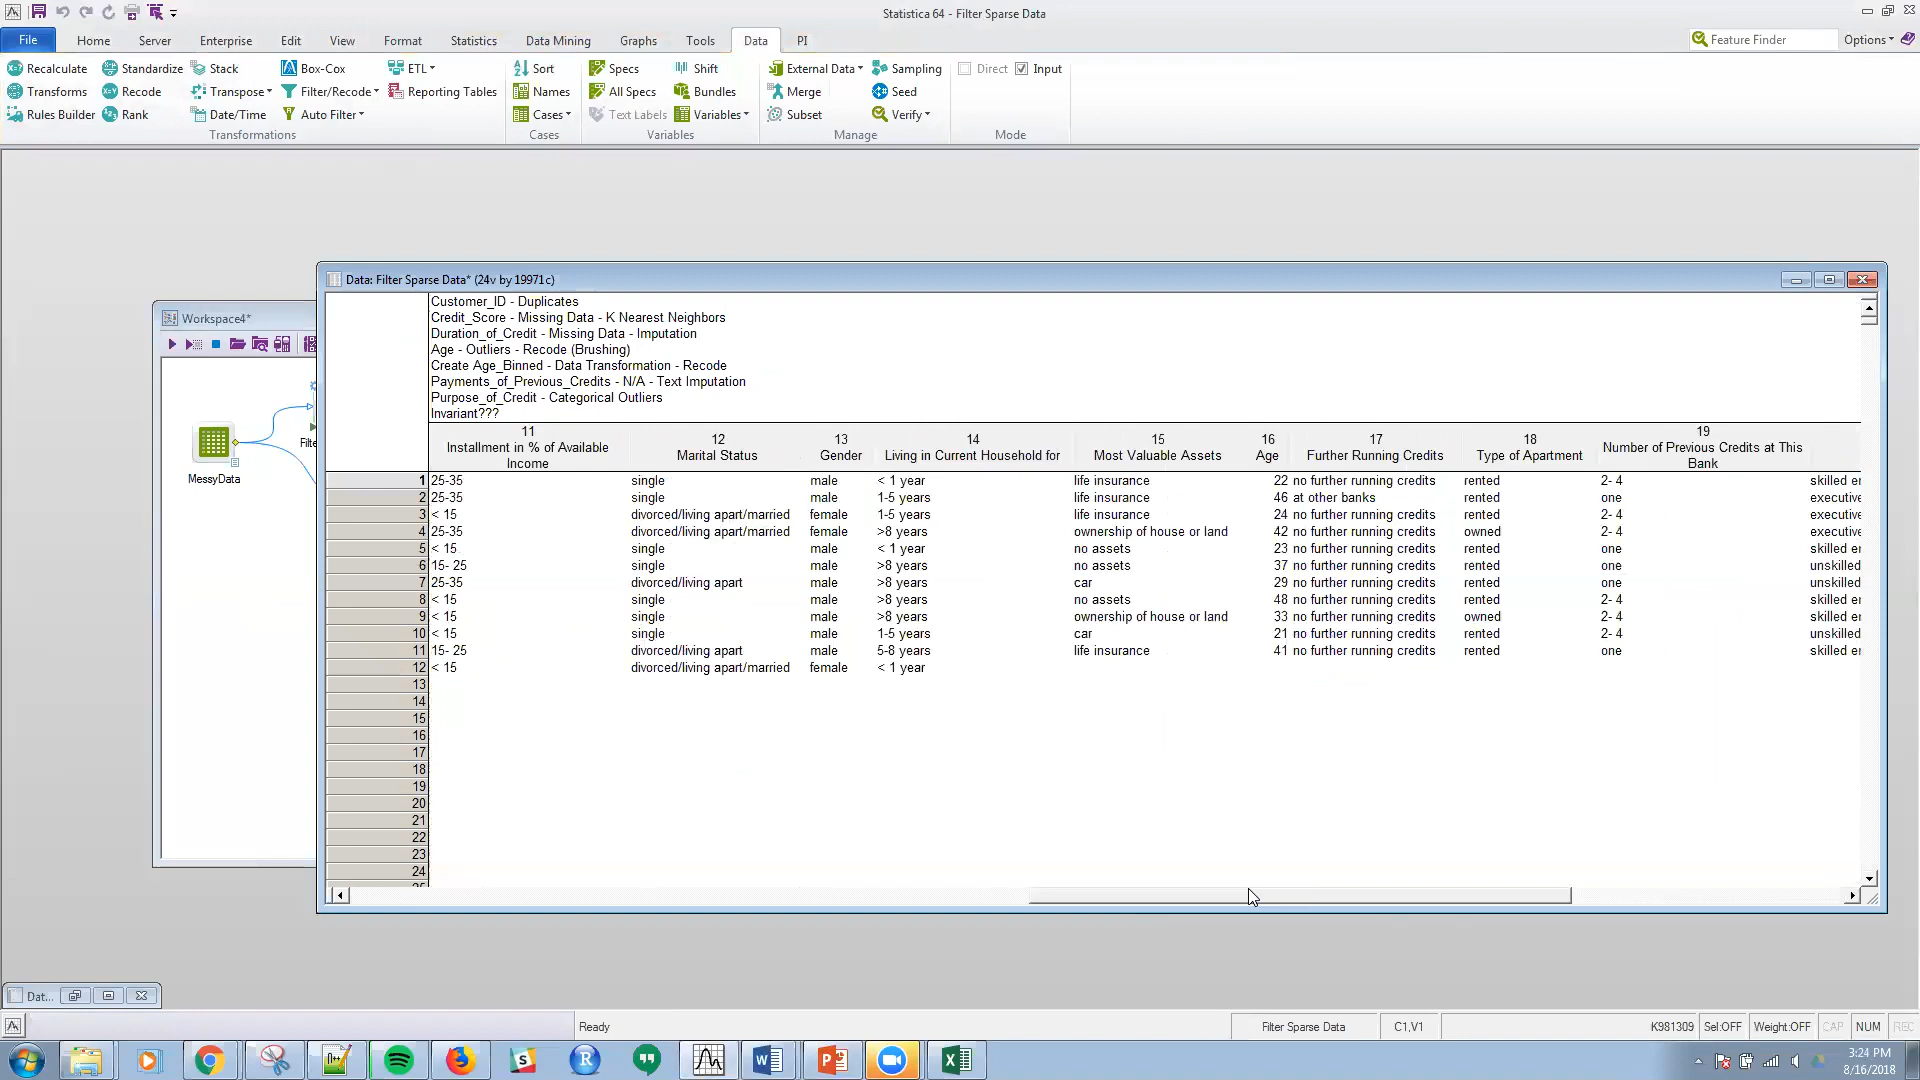 Statistica 64 - Filter Sparse Data
File Home Server Enterprise Edit View Format Statistics Data Mining Graphs Tools Data PI Feature Finder Options
Recalculate Standardize Stack Box-Cox ETL Sort Specs Shift External Data Sampling Direct Input
Transforms Recode Transpose Filter/Recode Reporting Tables Names All Specs Bundles Merge Seed
Rules Builder Rank Date/Time Auto Filter Cases Text Labels Variables Subset Verify
Transformations Cases Variables Manage Mode
Workspace4*
Filte
MessyData
Data: Filter Sparse Data* (24v by 19971c)
Customer_ID - Duplicates
Credit_Score - Missing Data - K Nearest Neighbors
Duration_of_Credit - Missing Data - Imputation
Age - Outliers - Recode (Brushing)
Create Age_Binned - Data Transformation - Recode
Payments_of_Previous_Credits - N/A - Text Imputation
Purpose_of_Credit - Categorical Outliers
Invariant???
11 12 13 14 15 16 17 18 19
Installment in % of Available Income Marital Status Gender Living in Current Household for Most Valuable Assets Age Further Running Credits Type of Apartment Number of Previous Credits at This Bank
1 25-35 single male < 1 year life insurance 22 no further running credits rented 2- 4 skilled er
2 25-35 single male 1-5 years life insurance 46 at other banks rented one executive
3 < 15 divorced/living apart/married female 1-5 years life insurance 24 no further running credits rented 2- 4 executive
4 25-35 divorced/living apart/married female >8 years ownership of house or land 42 no further running credits owned 2- 4 executive
5 < 15 single male < 1 year no assets 23 no further running credits rented one skilled er
6 15- 25 single male >8 years no assets 37 no further running credits rented one unskilled
7 25-35 divorced/living apart male >8 years car 29 no further running credits rented one unskilled
8 < 15 single male >8 years no assets 48 no further running credits rented 2- 4 skilled er
9 < 15 single male >8 years ownership of house or land 33 no further running credits owned 2- 4 skilled er
10 < 15 single male 1-5 years car 21 no further running credits rented 2- 4 unskilled
11 15- 25 divorced/living apart male 5-8 years life insurance 41 no further running credits rented one skilled er
12 < 15 divorced/living apart/married female < 1 year
13
14
15
16
17
18
19
20
21
22
23
24
25
Dat...
Ready Filter Sparse Data C1,V1 K981309 Sel:OFF Weight:OFF CAP NUM REC
3:24 PM
8/16/2018